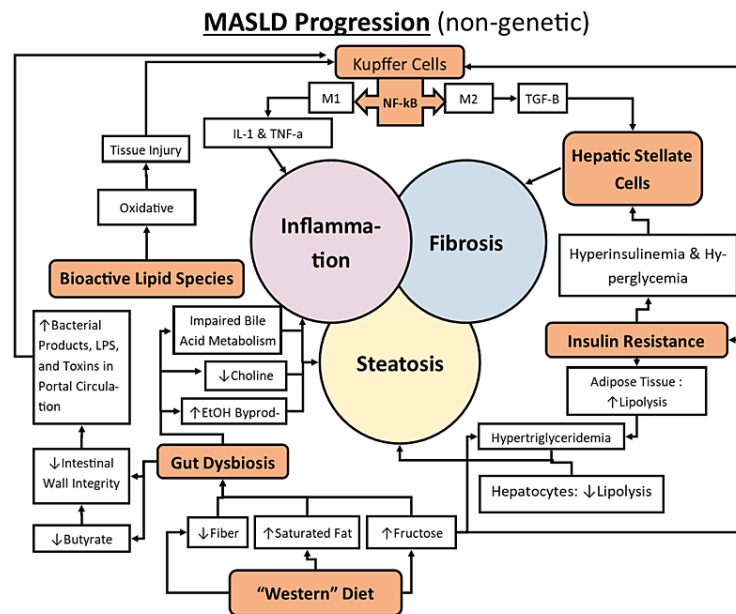 MASLD Progression (non-genetic)
Kupffer Cells
M1
NF-kB
M2
TGF-B
IL-1 & TNF-a
Tissue Injury
Hepatic Stellate
Cells
Oxidative
Inflamma-
tion
Fibrosis
Hyperinsulinemia & Hy-
perglycemia
Bioactive Lipid Species
↑Bacterial
Products, LPS,
and Toxins in
Portal Circula-
tion
Impaired Bile
Acid Metabolism
Steatosis
Insulin Resistance
↓Choline
Adipose Tissue :
↑Lipolysis
↑EtOH Byprod-
Hypertriglyceridemia
↓Intestinal
Wall Integrity
Gut Dysbiosis
Hepatocytes: ↓Lipolysis
↓Butyrate
↓Fiber
↑Saturated Fat
↑Fructose
“Western” Diet